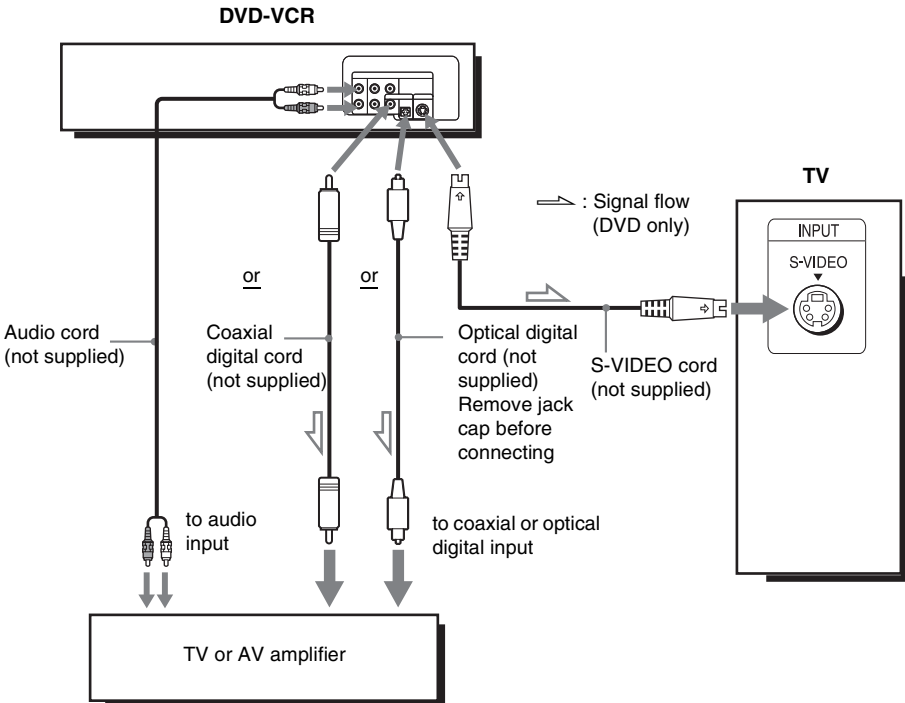 DVD-VCR
: Signal flow
(DVD only)
TV
INPUT
S-VIDEO
or
or
Audio cord
(not supplied)
Coaxial
digital cord
(not supplied)
Optical digital
cord (not
supplied)
Remove jack
cap before
connecting
S-VIDEO cord
(not supplied)
to audio
input
to coaxial or optical
digital input
TV or AV amplifier